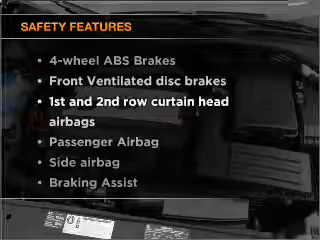 SAFETY FEATURES
• 4-wheel ABS Brakes
• Front Ventilated disc brakes
• 1st and 2nd row curtain head
airbags
• Passenger Airbag
• Side airbag
• Braking Assist